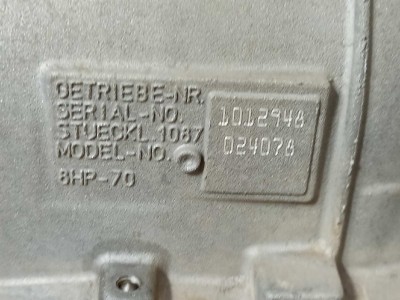 GETRIEBE-NR.
SERIAL-NO. 1012948
STUECKL.1087 024078
MODEL-NO.
8HP-70